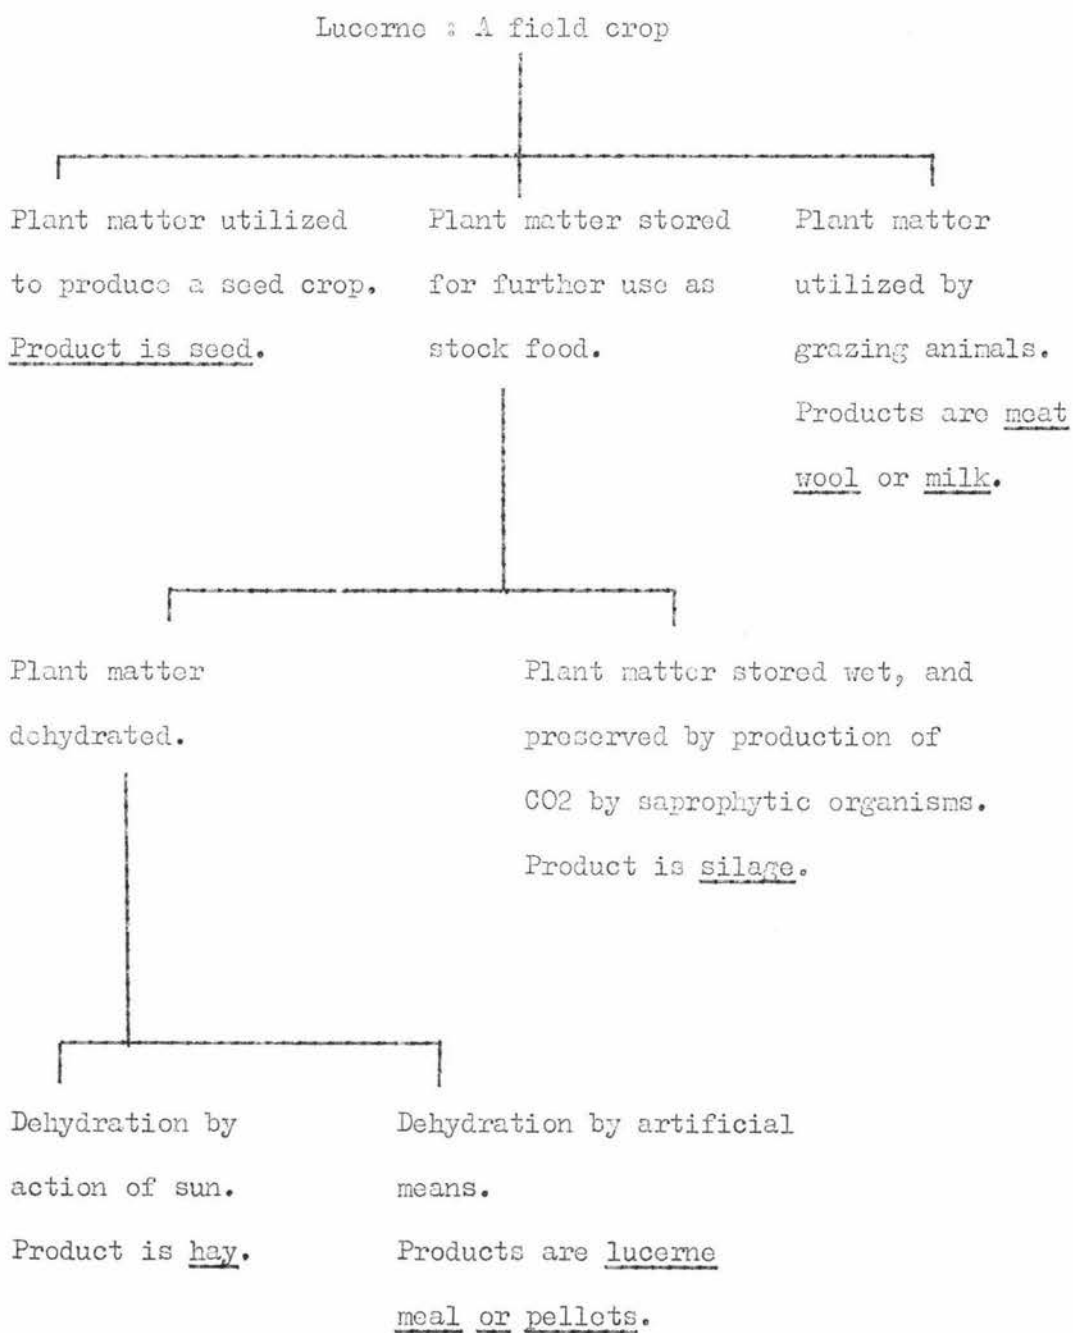 Lucerne : A field crop
Plant matter utilized
to produce a seed crop.
Product is seed.
Plant matter stored
for further use as
stock food.
Plant matter
utilized by
grazing animals.
Products are meat
wool or milk.
Plant matter
dehydrated.
Plant matter stored wet, and
preserved by production of
CO2 by saprophytic organisms.
Product is silage.
Dehydration by
action of sun.
Product is hay.
Dehydration by artificial
means.
Products are lucerne
meal or pellets.